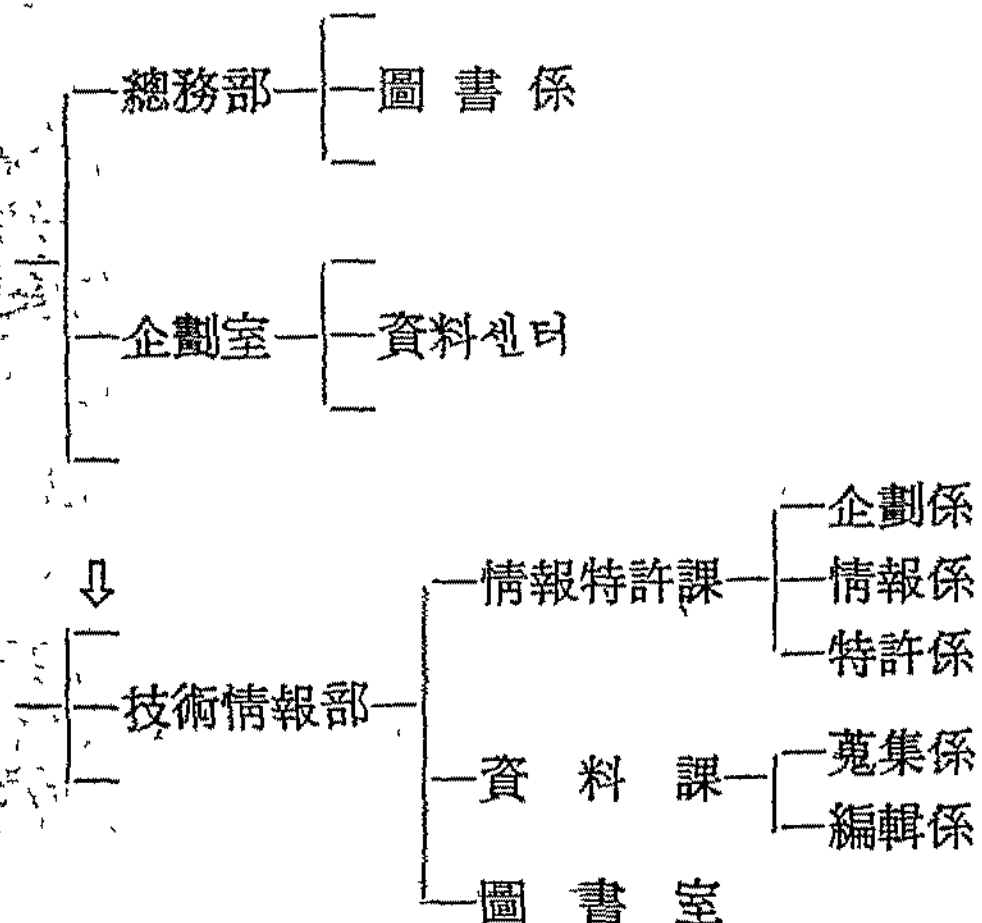 總務部 圖書係
企劃室 資料센터
企劃係
情報特許課 情報係
特許係
技術情報部
蒐集係
資料課
編輯係
圖書室